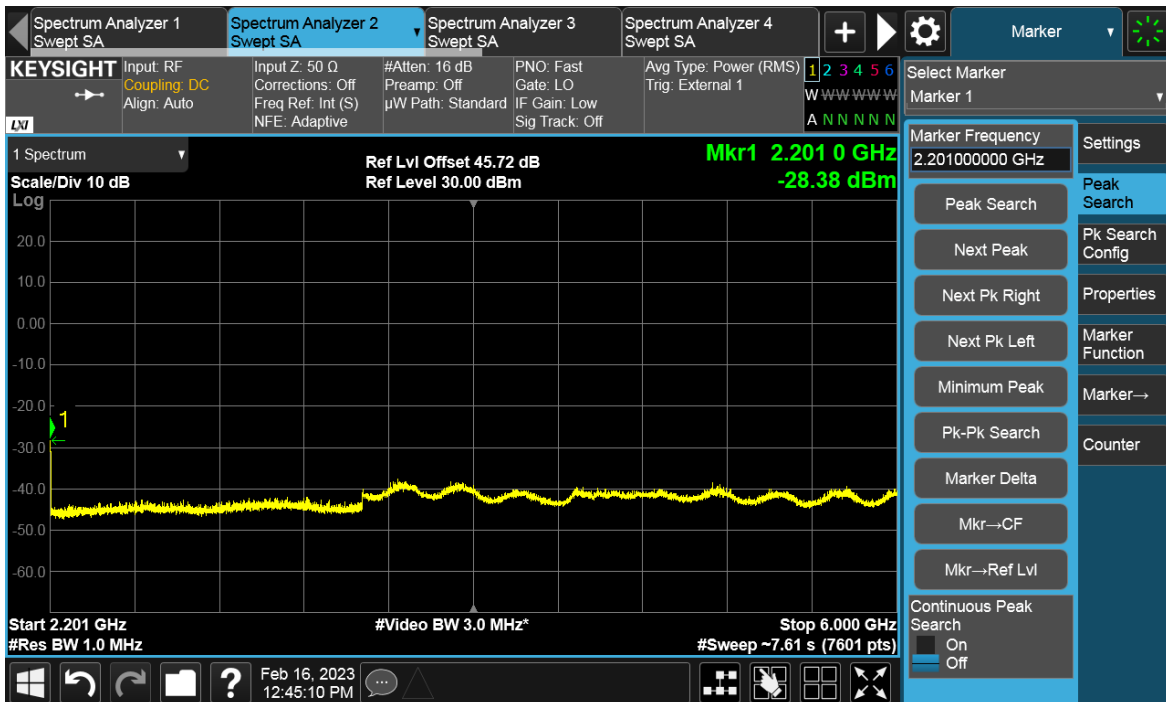 Spectrum Analyzer 1
Swept SA
Spectrum Analyzer 2
Swept SA
Spectrum Analyzer 3
Swept SA
Spectrum Analyzer 4
Swept SA
+
Marker
KEYSIGHT
LXI
Input: RF
Coupling: DC
Align: Auto
Input Z: 50 Ω
Corrections: Off
Freq Ref: Int (S)
NFE: Adaptive
#Atten: 16 dB
Preamp: Off
µW Path: Standard
PNO: Fast
Gate: LO
IF Gain: Low
Sig Track: Off
Avg Type: Power (RMS)
Trig: External 1
1 2 3 4 5 6
W W W W W W
A N N N N N
Select Marker
Marker 1
1 Spectrum
Scale/Div 10 dB
Log
Ref Lvl Offset 45.72 dB
Ref Level 30.00 dBm
Mkr1 2.201 0 GHz
-28.38 dBm
20.0
10.0
0.00
-10.0
-20.0
-30.0
-40.0
-50.0
-60.0
1
Start 2.201 GHz
#Res BW 1.0 MHz
#Video BW 3.0 MHz*
Stop 6.000 GHz
#Sweep ~7.61 s (7601 pts)
Marker Frequency
2.201000000 GHz
Peak Search
Next Peak
Next Pk Right
Next Pk Left
Minimum Peak
Pk-Pk Search
Marker Delta
Mkr→CF
Mkr→Ref Lvl
Continuous Peak
Search
On
Off
Settings
Peak
Search
Pk Search
Config
Properties
Marker
Function
Marker→
Counter
?
Feb 16, 2023
12:45:10 PM